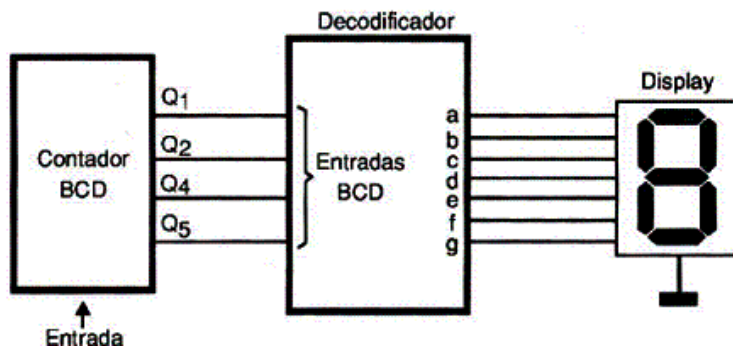 Decodificador
Display
Contador
BCD
Q1
Q2
Q4
Q5
Entradas
BCD
a
b
c
d
e
f
g
Entrada